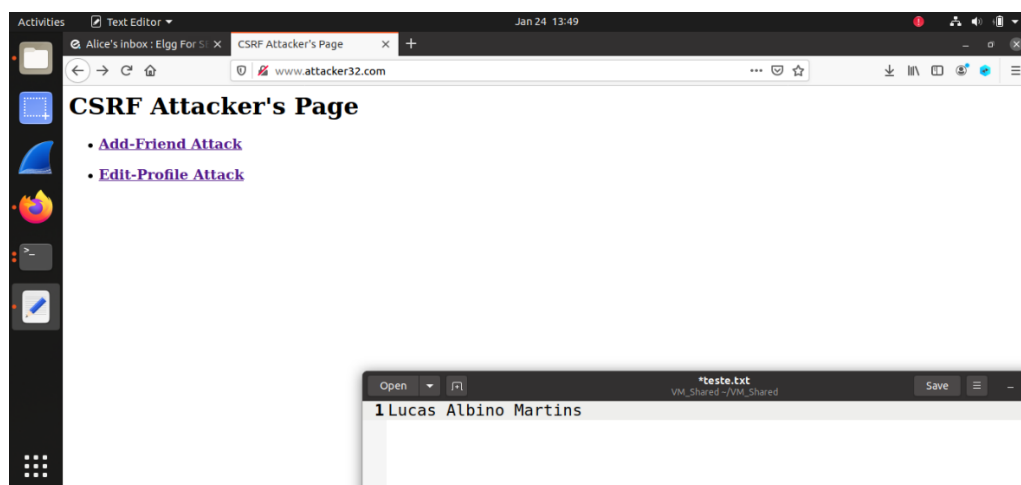 Activities Text Editor Jan 24 13:49
Alice's inbox : Elgg For S CSRF Attacker's Page
www.attacker32.com
CSRF Attacker's Page
• Add-Friend Attack
• Edit-Profile Attack
Open *teste.txt Save
VM_Shared ~/VM_Shared
1 Lucas Albino Martins